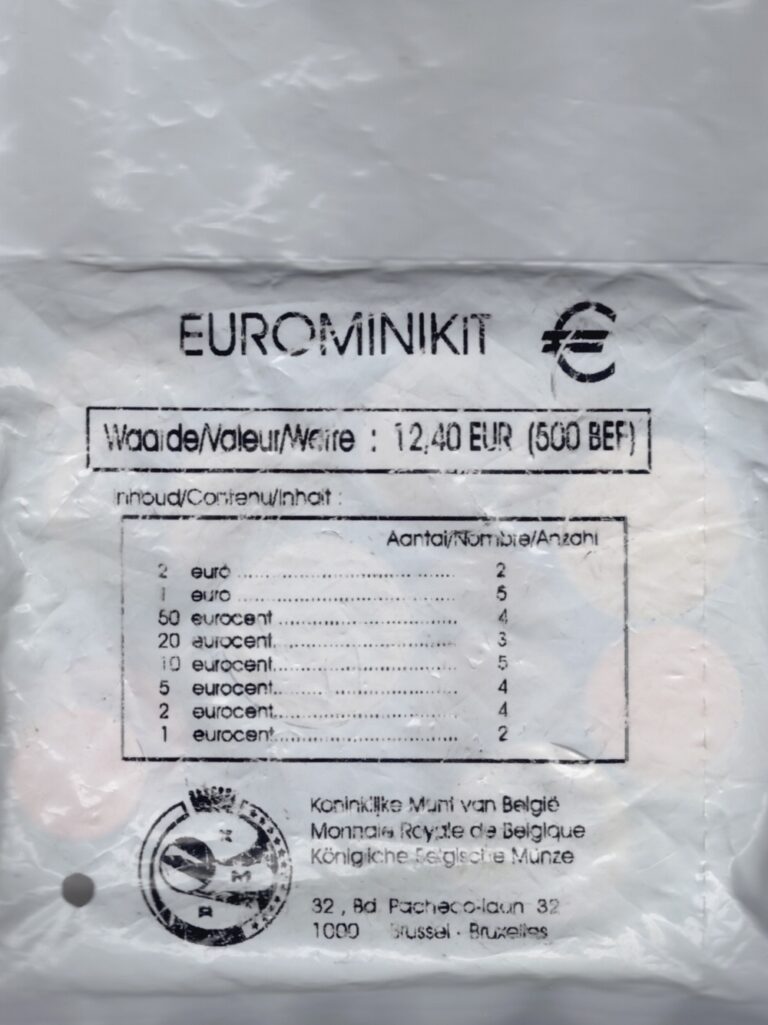 EUROMINIKIT €
Waarde/Valeur/Werte : 12,40 EUR (500 BEF)
Inhoud/Contenu/Inhalt :
Aantal/Nombre/Anzahl
2 euro .............................. 2
1 euro .............................. 5
50 eurocent .............................. 4
20 eurocent .............................. 3
10 eurocent .............................. 5
5 eurocent .............................. 4
2 eurocent .............................. 4
1 eurocent .............................. 2
Koninklijke Munt van België
Monnaie Royale de Belgique
Königliche Belgische Münze
32 , Bd. Pacheco-laan 32
1000 Brussel - Bruxelles